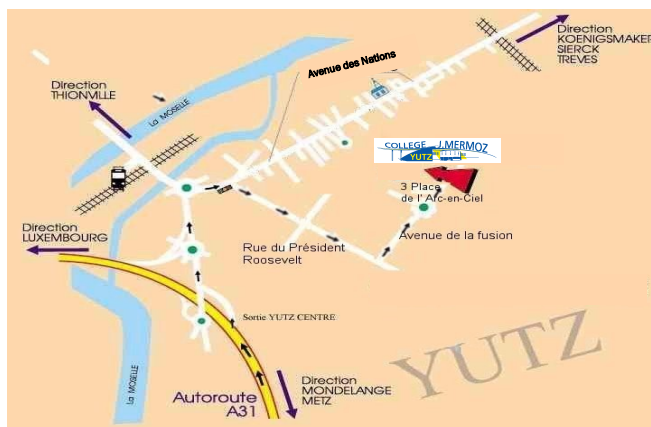 Direction
KOENIGSMAKER
SIERCK
TREVES
Avenue des Nations
Direction
THIONVILLE
La MOSELLE
COLLEGE J.MERMOZ
YUTZ
3 Place
de l' Arc-en-Ciel
Direction
LUXEMBOURG
Rue du Président
Roosevelt
Avenue de la fusion
Sortie YUTZ CENTRE
YUTZ
La MOSELLE
Autoroute
A31
Direction
MONDELANGE
METZ